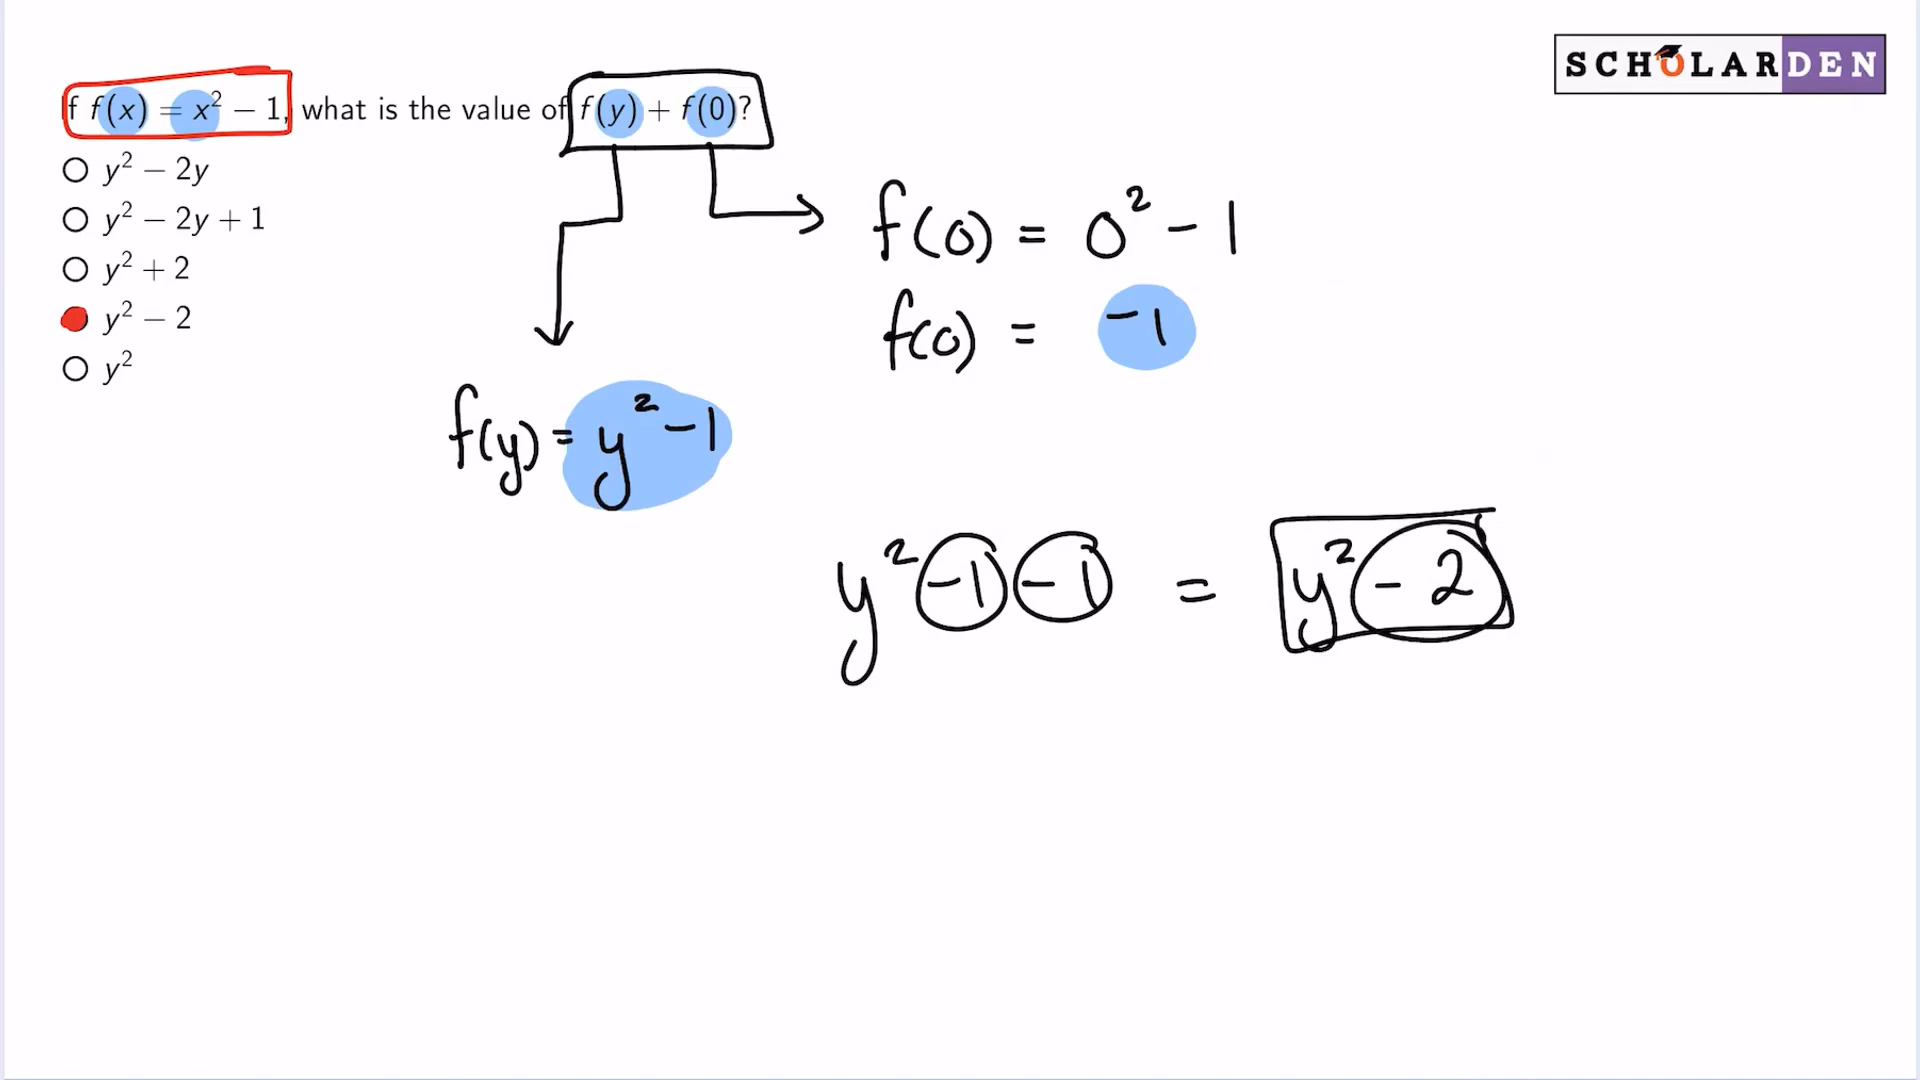 SCHOLARDEN
If f(x) = x² − 1, what is the value of f(y) + f(0)?
y² − 2y
y² − 2y + 1
y² + 2
y² − 2
y²
f(0) = 0² - 1
f(0) = -1
f(y) = y² - 1
y² -1 -1 = y² - 2